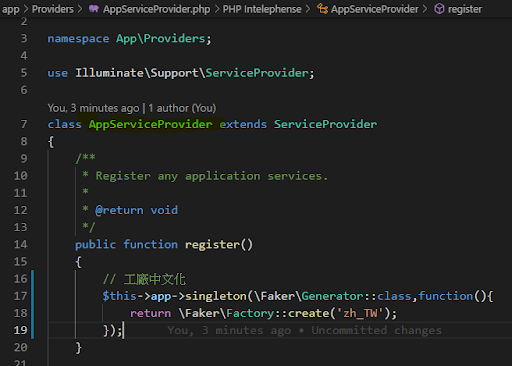 app > Providers > AppServiceProvider.php > PHP Intelephense > AppServiceProvider > register
2
3 namespace App\Providers;
4
5 use Illuminate\Support\ServiceProvider;
6
You, 3 minutes ago | 1 author (You)
7 class AppServiceProvider extends ServiceProvider
8 {
9 /**
10 * Register any application services.
11 *
12 * @return void
13 */
14 public function register()
15 {
16 // 工廠中文化
17 $this->app->singleton(\Faker\Generator::class,function(){
18 return \Faker\Factory::create('zh_TW');
19 }); You, 3 minutes ago • Uncommitted changes
20 }